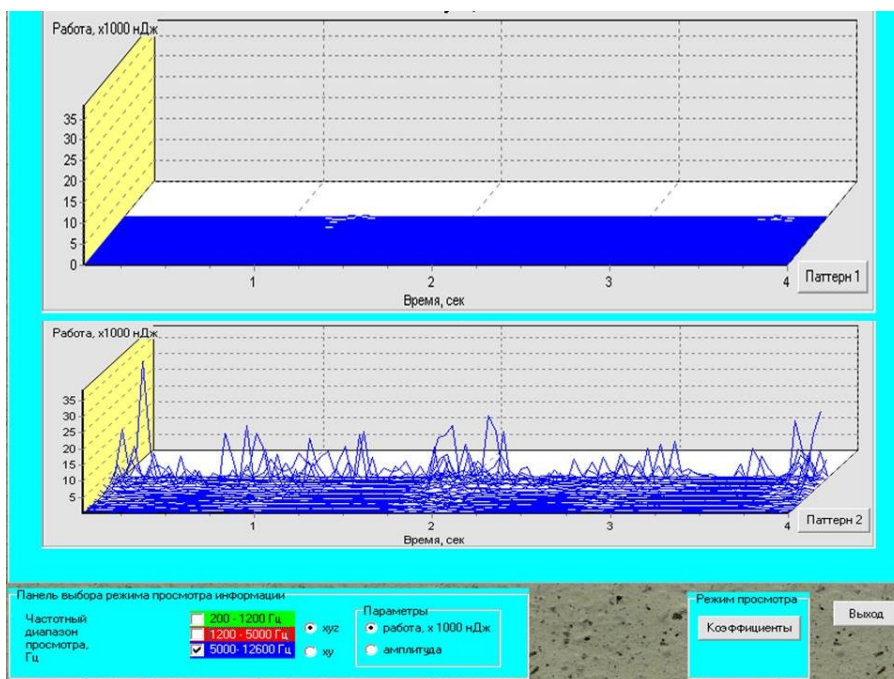 Работа, х1000 нДж
35
30
25
20
15
10
5
0
1 2 3 4
Время, сек
Паттерн 1
Работа, х1000 нДж
35
30
25
20
15
10
5
1 2 3 4
Время, сек
Паттерн 2
Панель выбора режима просмотра информации
Частотный
диапазон
просмотра,
Гц
200 - 1200 Гц
1200 - 5000 Гц
5000- 12600 Гц
xyz
xy
Параметры
работа, х 1000 нДж
амплитуда
Режим просмотра
Коэффициенты
Выход